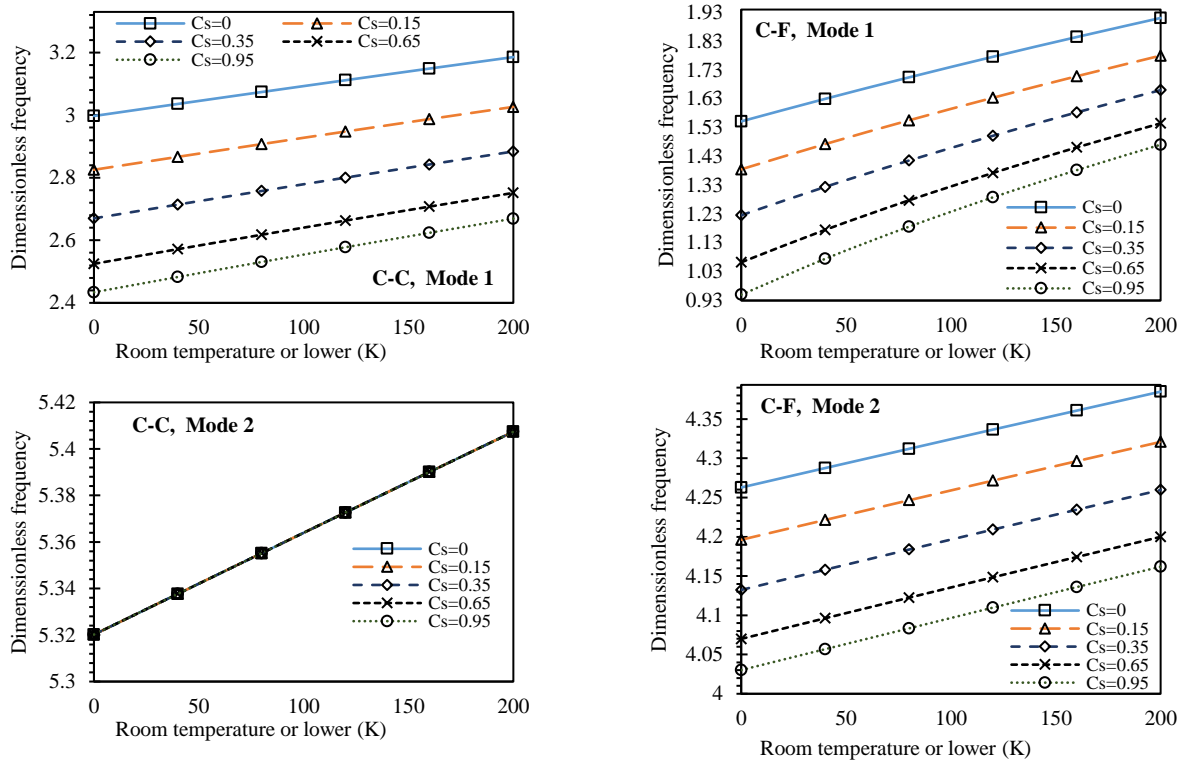 Dimenssionless frequency
3.2
3
2.8
2.6
2.4
Cs=0
Cs=0.15
Cs=0.35
Cs=0.65
Cs=0.95
C-C, Mode 1
0
50
100
150
200
Room temperature or lower (K)
Dimenssionless frequency
1.93
1.83
1.73
1.63
1.53
1.43
1.33
1.23
1.13
1.03
0.93
C-F, Mode 1
Cs=0
Cs=0.15
Cs=0.35
Cs=0.65
Cs=0.95
0
50
100
150
200
Room temperature or lower (K)
Dimenssionless frequency
5.42
5.4
5.38
5.36
5.34
5.32
5.3
C-C, Mode 2
Cs=0
Cs=0.15
Cs=0.35
Cs=0.65
Cs=0.95
0
50
100
150
200
Room temperature or lower (K)
Dimenssionless frequency
4.35
4.3
4.25
4.2
4.15
4.1
4.05
4
C-F, Mode 2
Cs=0
Cs=0.15
Cs=0.35
Cs=0.65
Cs=0.95
0
50
100
150
200
Room temperature or lower (K)